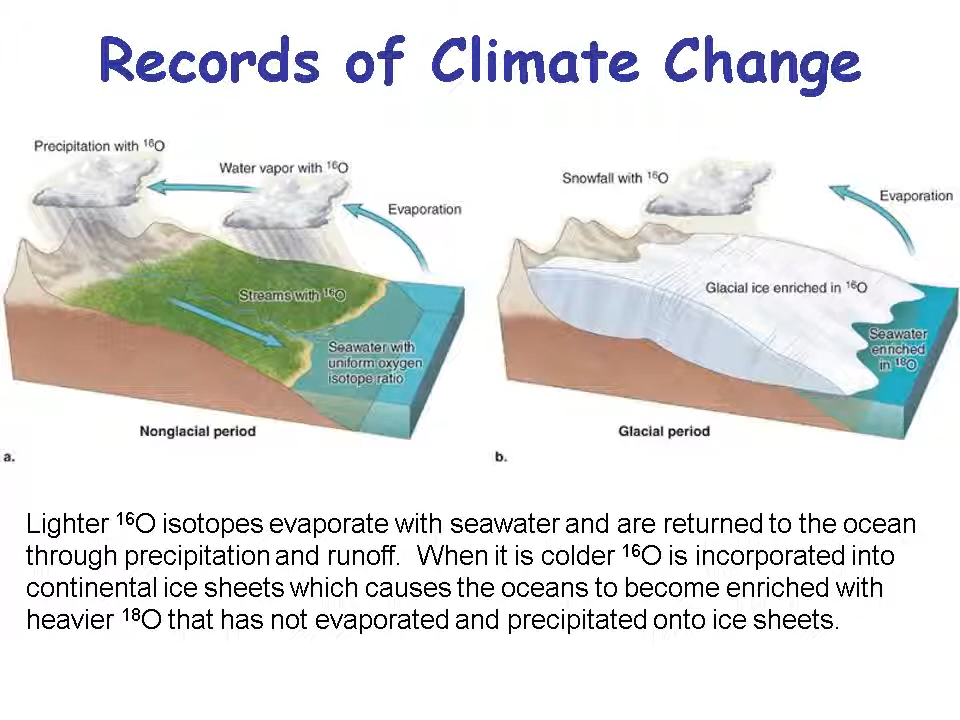 Records of Climate Change
Precipitation with ¹⁶O
Water vapor with ¹⁶O
Evaporation
Streams with ¹⁶O
Seawater with
uniform oxygen
isotope ratio
Nonglacial period
a.
Snowfall with ¹⁶O
Evaporation
Glacial ice enriched in ¹⁶O
Seawater
enriched
in ¹⁸O
Glacial period
b.
Lighter ¹⁶O isotopes evaporate with seawater and are returned to the ocean
through precipitation and runoff.  When it is colder ¹⁶O is incorporated into
continental ice sheets which causes the oceans to become enriched with
heavier ¹⁸O that has not evaporated and precipitated onto ice sheets.